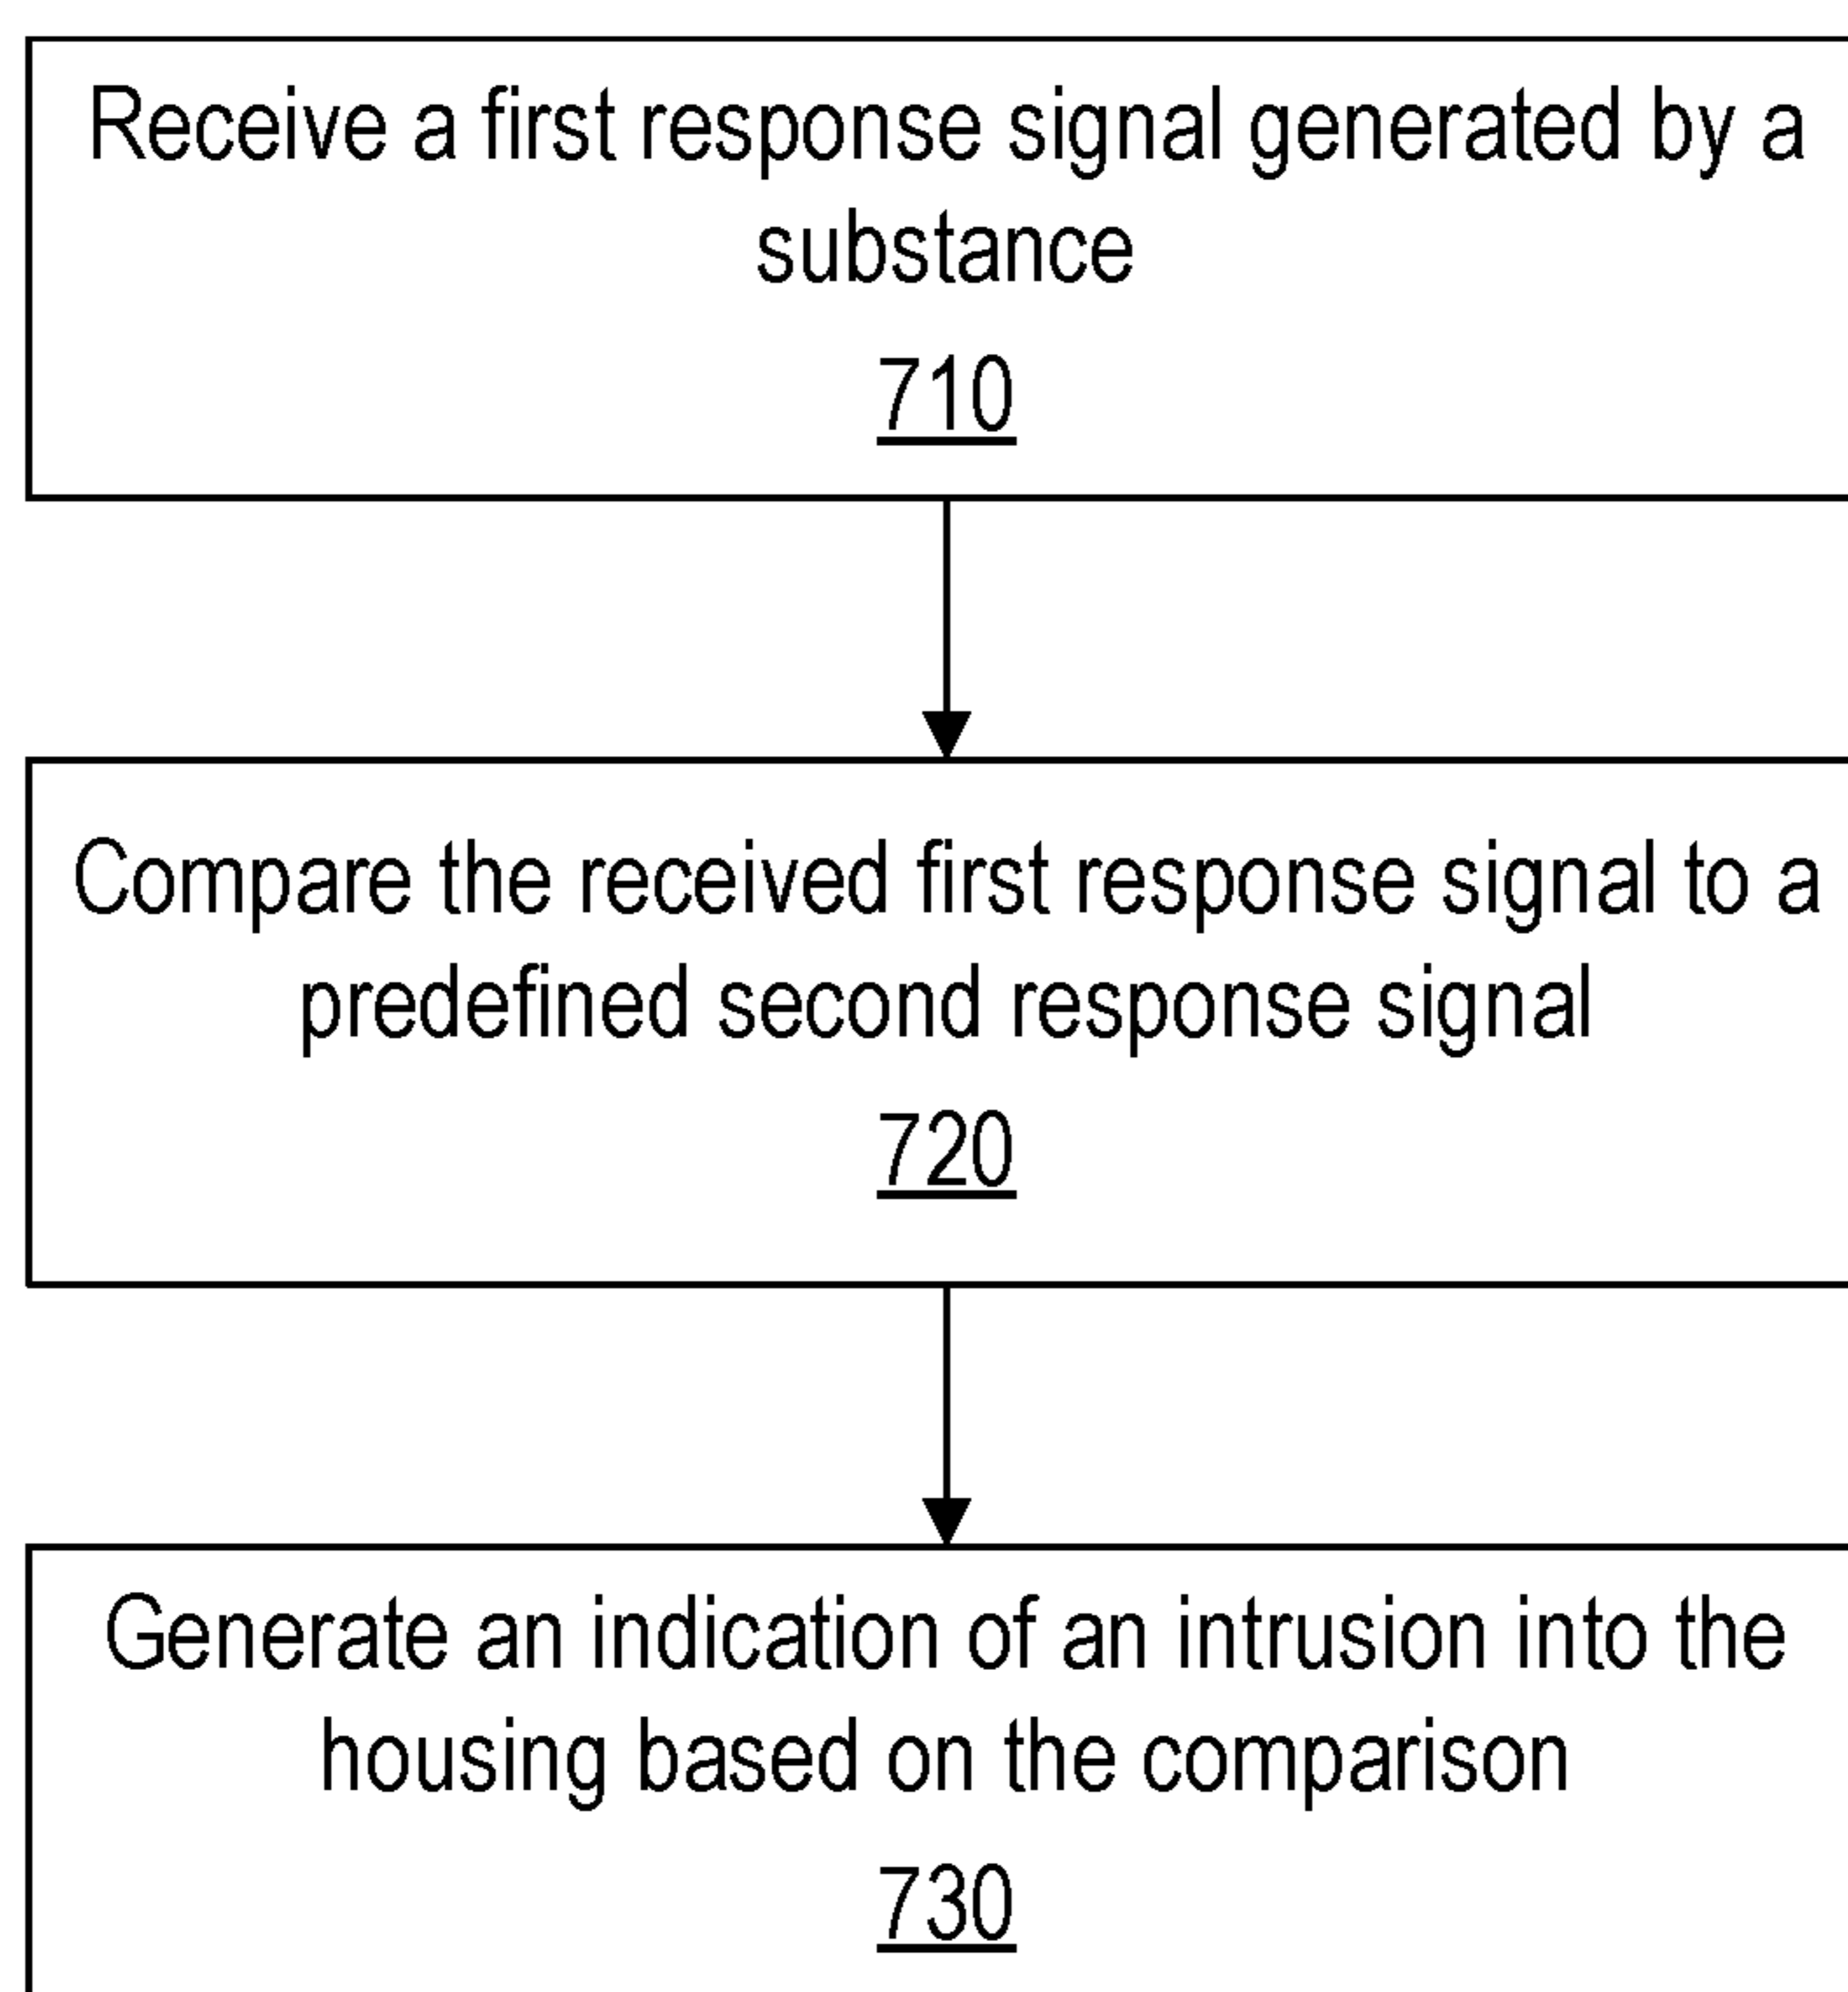 Receive a first response signal generated by a
substance
710
Compare the received first response signal to a
predefined second response signal
720
Generate an indication of an intrusion into the
housing based on the comparison
730